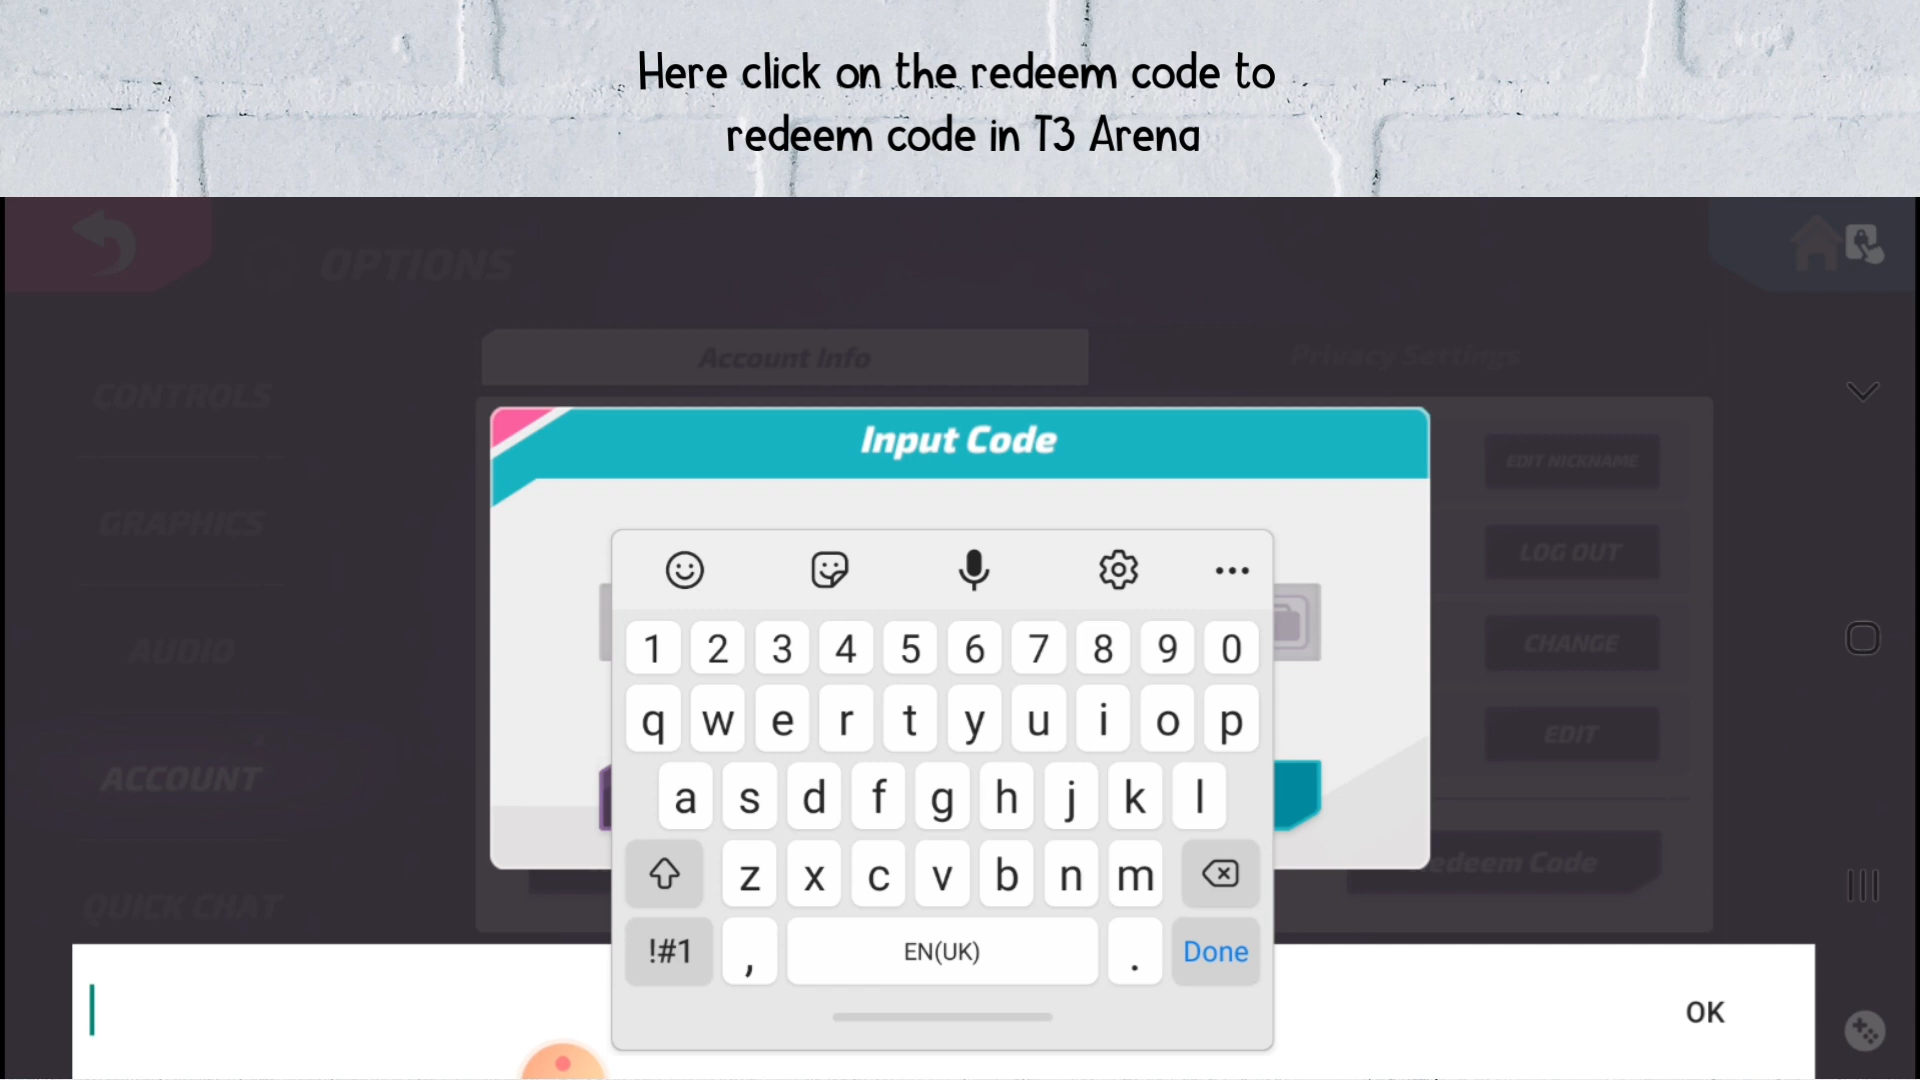 Here click on the redeem code to
redeem code in T3 Arena
OPTIONS
Account Info
Privacy Settings
CONTROLS
GRAPHICS
AUDIO
ACCOUNT
QUICK CHAT
EDIT NICKNAME
LOG OUT
CHANGE
EDIT
edeem Code
Input Code
1 2 3 4 5 6 7 8 9 0
q w e r t y u i o p
a s d f g h j k l
z x c v b n m
!#1 , EN(UK) . Done
OK